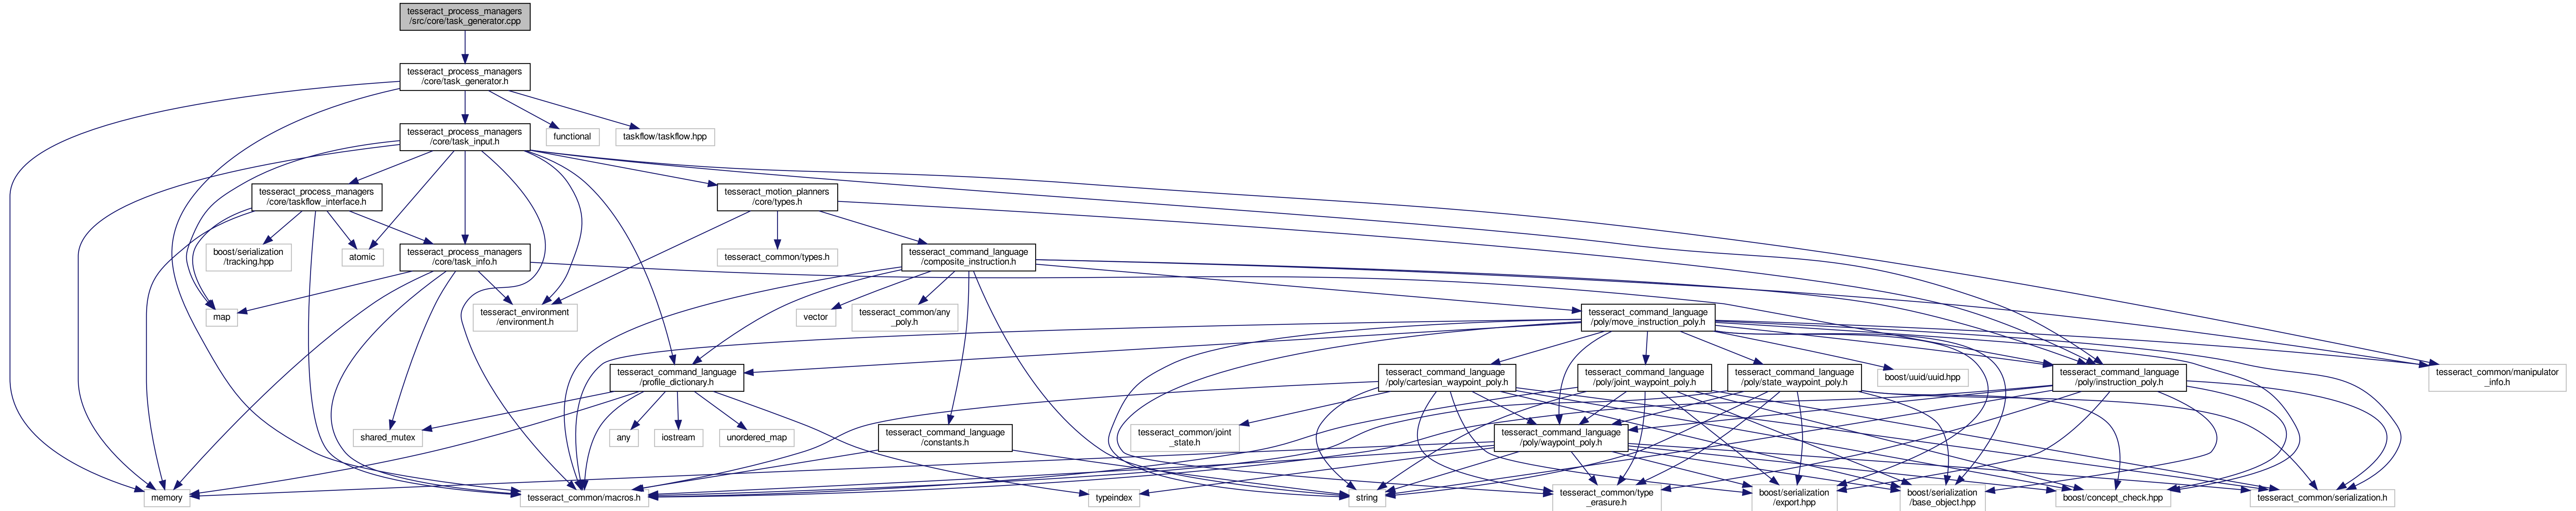 tesseract_process_managers
/src/core/task_generator.cpp
tesseract_process_managers
/core/task_generator.h
tesseract_process_managers
/core/task_input.h
functional
taskflow/taskflow.hpp
tesseract_process_managers
/core/taskflow_interface.h
tesseract_motion_planners
/core/types.h
boost/serialization
/tracking.hpp
atomic
tesseract_process_managers
/core/task_info.h
tesseract_common/types.h
tesseract_command_language
/composite_instruction.h
map
tesseract_environment
/environment.h
vector
tesseract_common/any
_poly.h
tesseract_command_language
/poly/move_instruction_poly.h
tesseract_command_language
/profile_dictionary.h
tesseract_command_language
/poly/cartesian_waypoint_poly.h
tesseract_command_language
/poly/joint_waypoint_poly.h
tesseract_command_language
/poly/state_waypoint_poly.h
boost/uuid/uuid.hpp
tesseract_command_language
/poly/instruction_poly.h
tesseract_common/manipulator
_info.h
shared_mutex
any
iostream
unordered_map
tesseract_command_language
/constants.h
tesseract_common/joint
_state.h
tesseract_command_language
/poly/waypoint_poly.h
memory
tesseract_common/macros.h
typeindex
string
tesseract_common/type
_erasure.h
boost/serialization
/export.hpp
boost/serialization
/base_object.hpp
boost/concept_check.hpp
tesseract_common/serialization.h